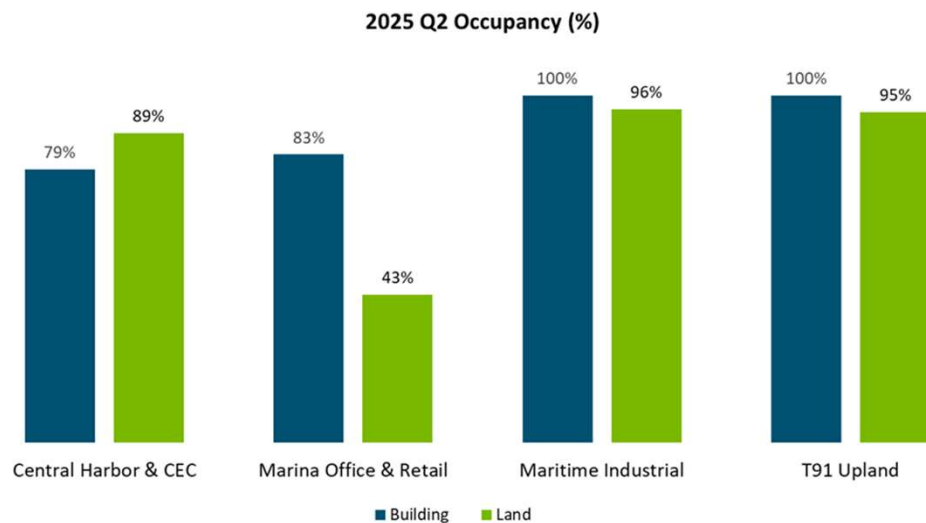 2025 Q2 Occupancy (%)
100%
96%
100%
95%
89%
79%
83%
43%
Central Harbor & CEC
Marina Office & Retail
Maritime Industrial
T91 Upland
Building
Land